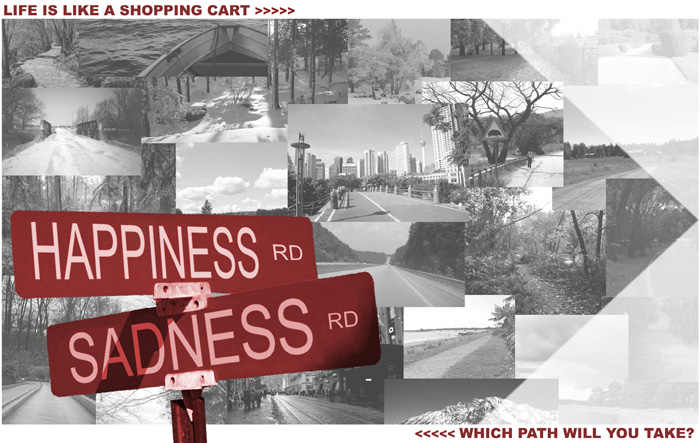 LIFE IS LIKE A SHOPPING CART >>>>>
HAPPINESS RD
SADNESS RD
<<<<< WHICH PATH WILL YOU TAKE?